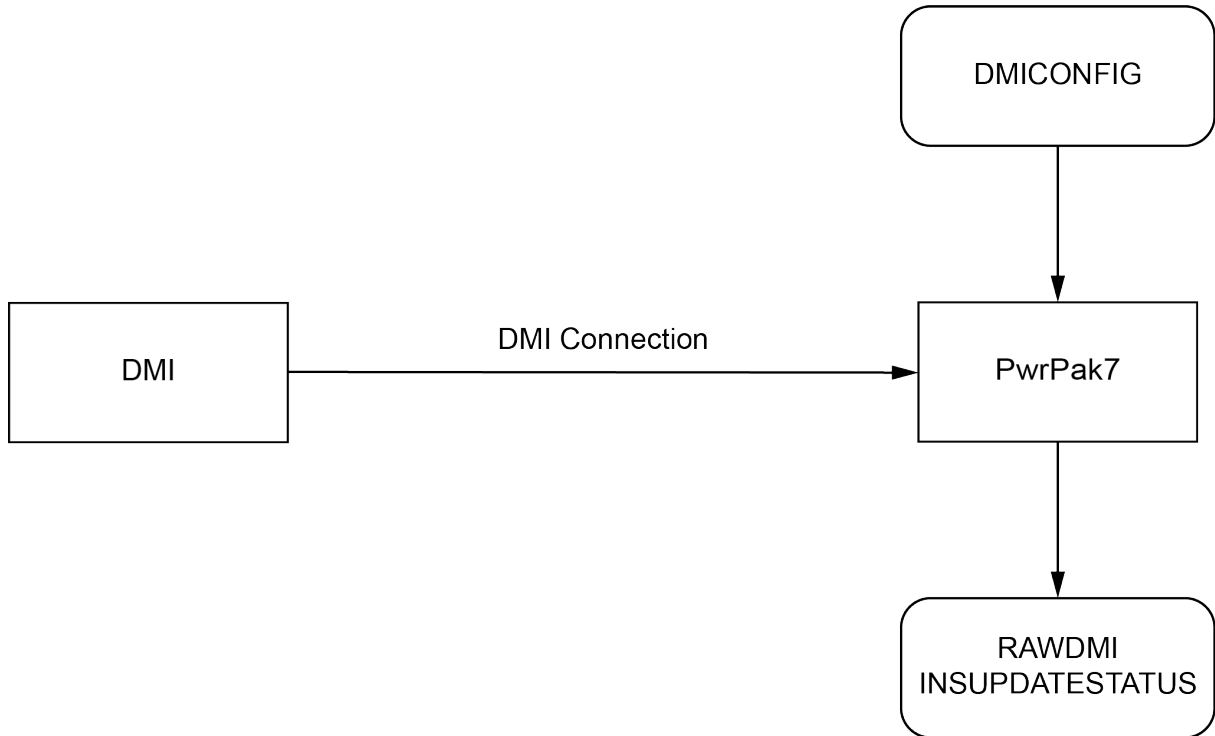 DMICONFIG
DMI Connection
DMI
PwrPak7
RAWDMI
INSUPDATESTATUS